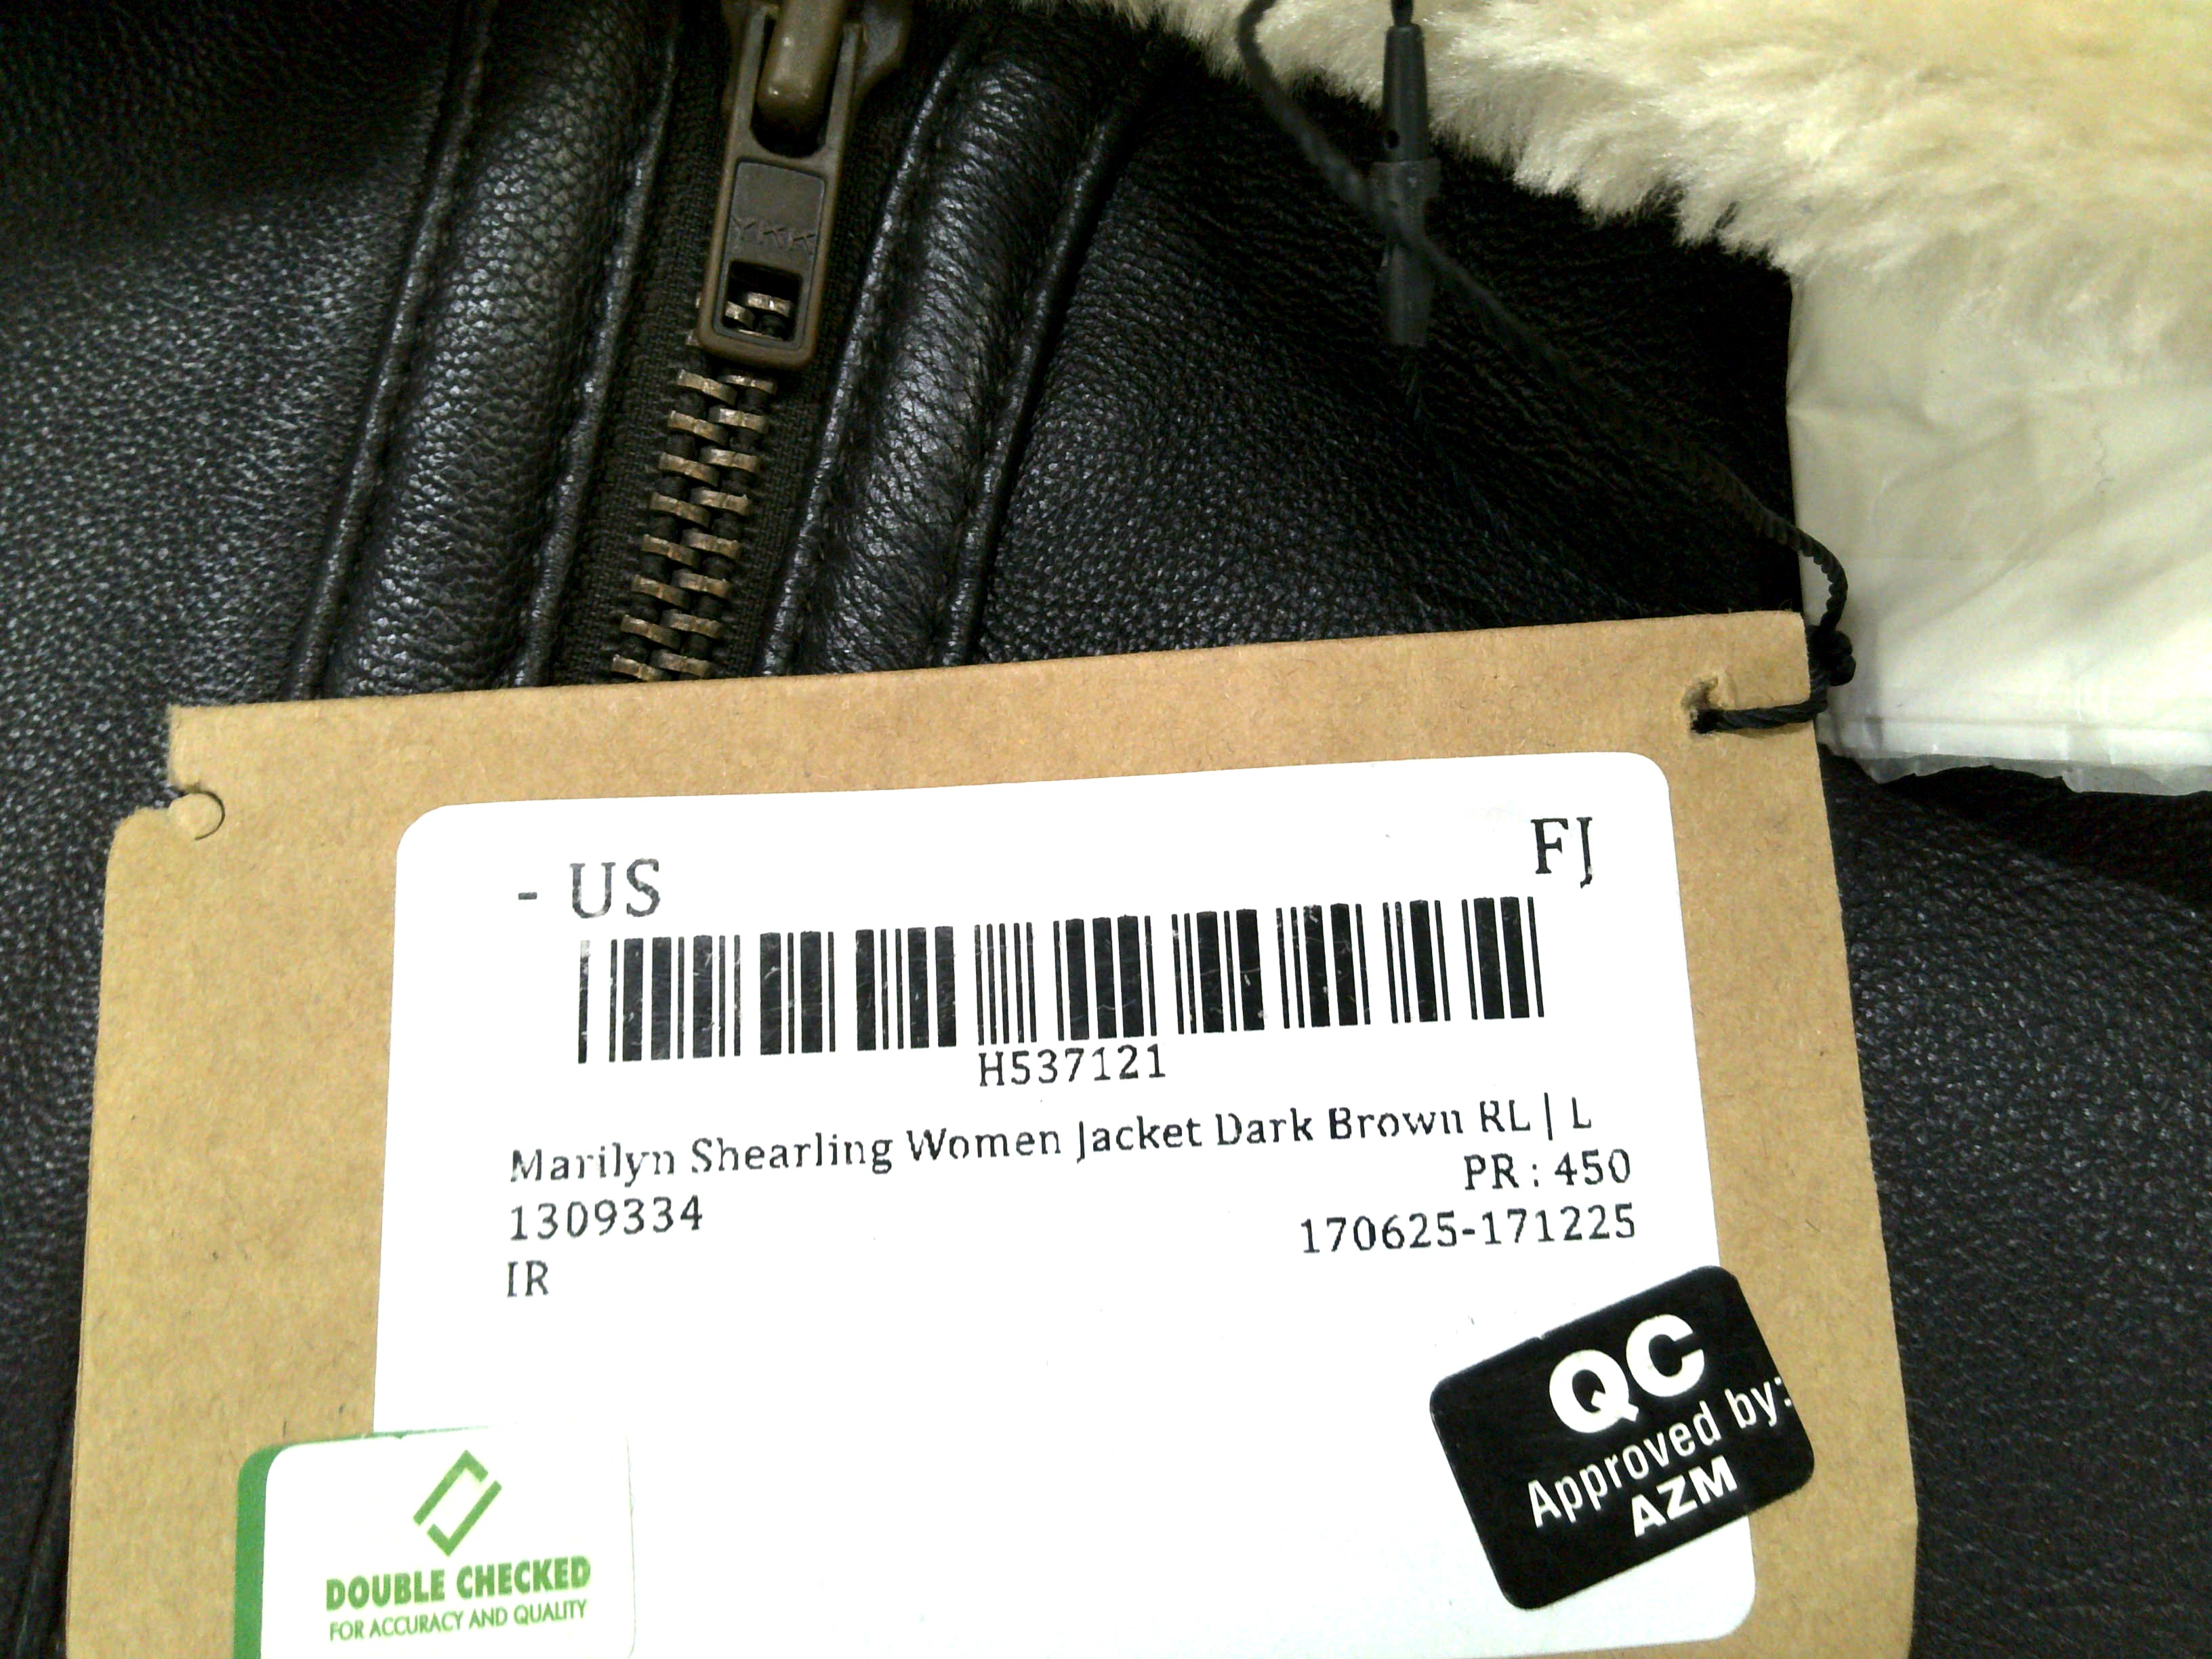 YKK
- US
FJ
H537121
Marilyn Shearling Women Jacket Dark Brown RL | L
PR : 450
1309334
170625-171225
IR
QC
Approved by:
AZM
DOUBLE CHECKED
FOR ACCURACY AND QUALITY